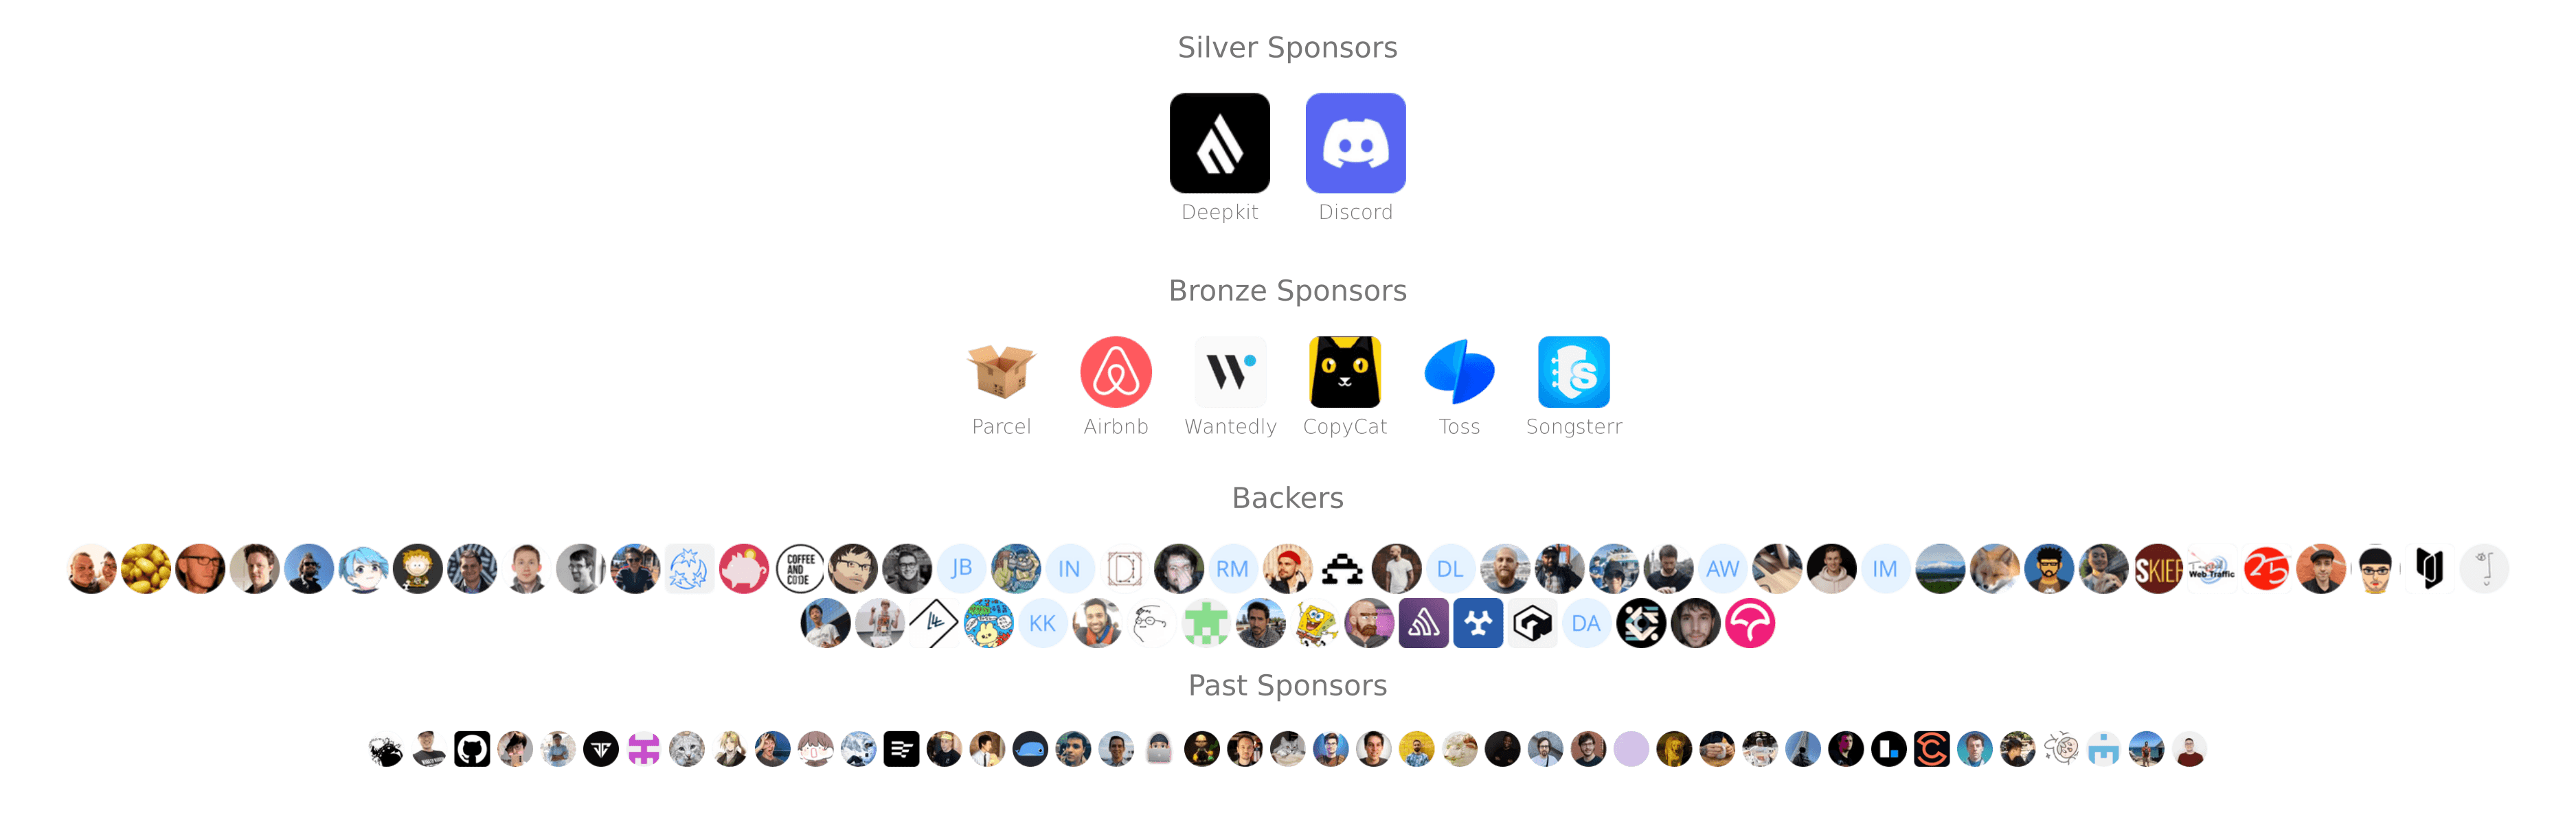 Silver Sponsors
Deepkit Discord
Bronze Sponsors
Parcel Airbnb Wantedly CopyCat Toss Songsterr
Backers
COFFEE AND CODE JB IN RM DL AW IM SKIEF Web Traffic 25
KK DA
Past Sponsors